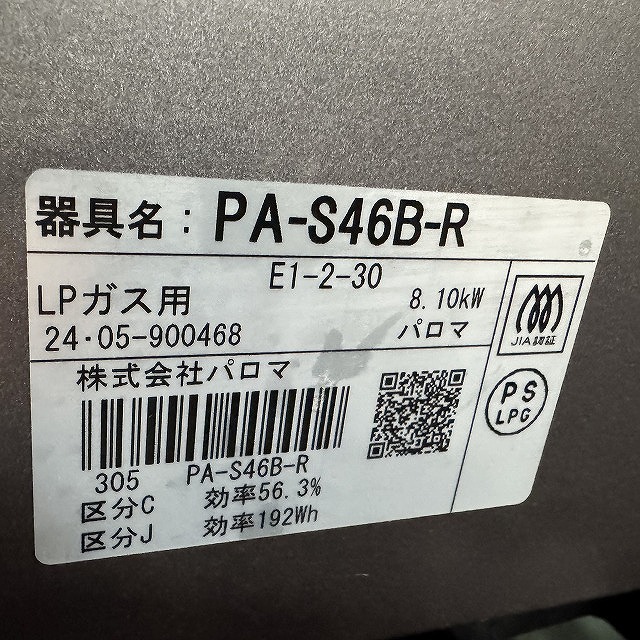 器具名：PA-S46B-R
E1-2-30
LPガス用 8.10kW
24・05-900468 パロマ
JIA認証
株式会社パロマ
PS
LPG
305 PA-S46B-R
区分C 効率56.3%
区分J 効率192Wh